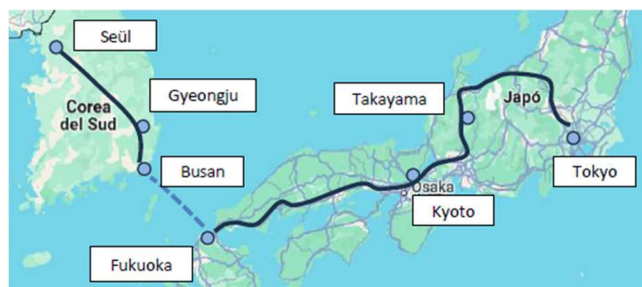 Seül
Gyeongju
Corea
del Sud
Busan
Fukuoka
Takayama
Japó
Tokyo
Osaka
Kyoto